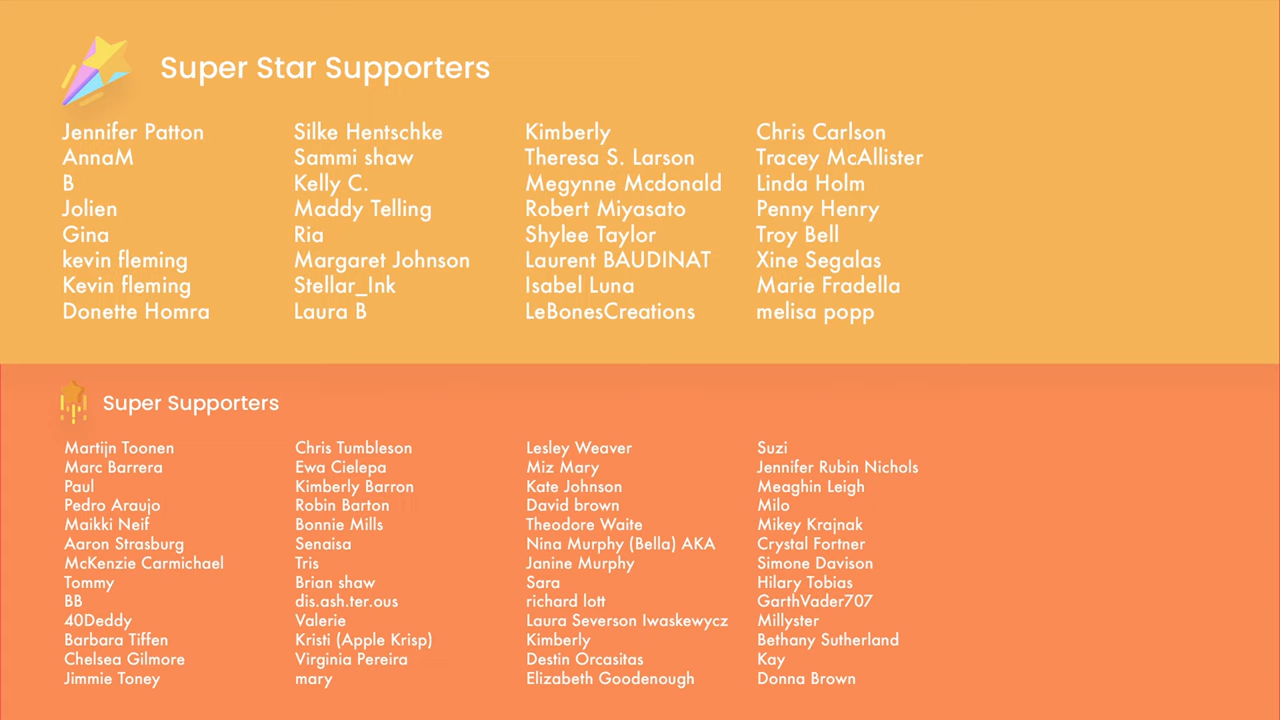 Super Star Supporters
Jennifer Patton
AnnaM
B
Jolien
Gina
kevin fleming
Kevin fleming
Donette Homra
Silke Hentschke
Sammi shaw
Kelly C.
Maddy Telling
Ria
Margaret Johnson
Stellar_Ink
Laura B
Kimberly
Theresa S. Larson
Megynne Mcdonald
Robert Miyasato
Shylee Taylor
Laurent BAUDINAT
Isabel Luna
LeBonesCreations
Chris Carlson
Tracey McAllister
Linda Holm
Penny Henry
Troy Bell
Xine Segalas
Marie Fradella
melisa popp
Super Supporters
Martijn Toonen
Marc Barrera
Paul
Pedro Araujo
Maikki Neif
Aaron Strasburg
McKenzie Carmichael
Tommy
BB
40Deddy
Barbara Tiffen
Chelsea Gilmore
Jimmie Toney
Chris Tumbleson
Ewa Cielepa
Kimberly Barron
Robin Barton
Bonnie Mills
Senaisa
Tris
Brian shaw
dis.ash.ter.ous
Valerie
Kristi (Apple Krisp)
Virginia Pereira
mary
Lesley Weaver
Miz Mary
Kate Johnson
David brown
Theodore Waite
Nina Murphy (Bella) AKA
Janine Murphy
Sara
richard lott
Laura Severson Iwaskewycz
Kimberly
Destin Orcasitas
Elizabeth Goodenough
Suzi
Jennifer Rubin Nichols
Meaghin Leigh
Milo
Mikey Krajnak
Crystal Fortner
Simone Davison
Hilary Tobias
GarthVader707
Millyster
Bethany Sutherland
Kay
Donna Brown